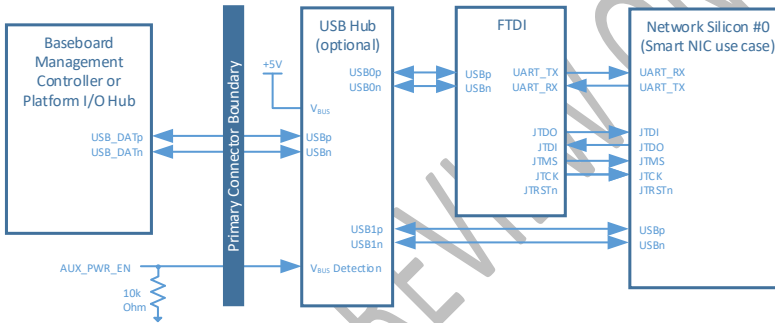 Baseboard
Management
Controller or
Platform I/O Hub
USB_DATp
USB_DATn
AUX_PWR_EN
10k
Ohm
Primary Connector Boundary
+5V
USB Hub
(optional)
USB0p
USB0n
VBUS
USBp
USBn
USB1p
USB1n
VBUS Detection
FTDI
USBp
USBn
UART_TX
UART_RX
JTDO
JTDI
JTMS
JTCK
JTRSTn
Network Silicon #0
(Smart NIC use case)
UART_RX
UART_TX
JTDI
JTDO
JTMS
JTCK
JTRSTn
USBp
USBn